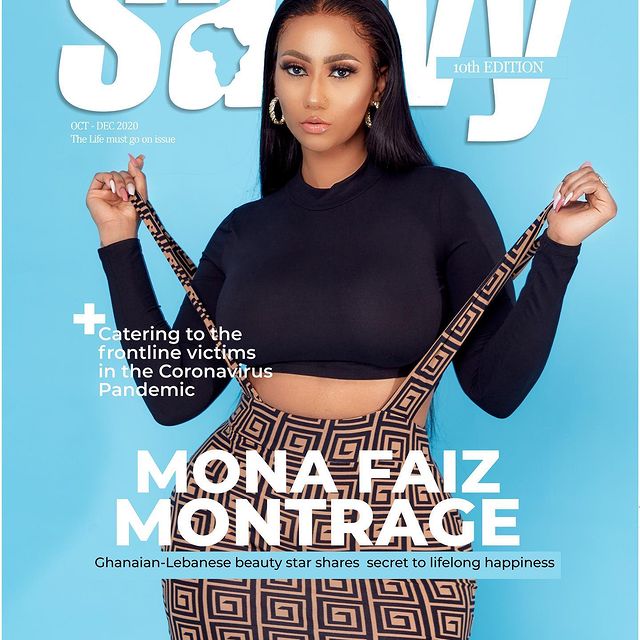 savvy
10th EDITION
OCT - DEC 2020
The Life must go on issue
+
Catering to the
frontline victims
in the Coronavirus
Pandemic
MONA FAIZ
MONTRAGE
Ghanaian-Lebanese beauty star shares secret to lifelong happiness